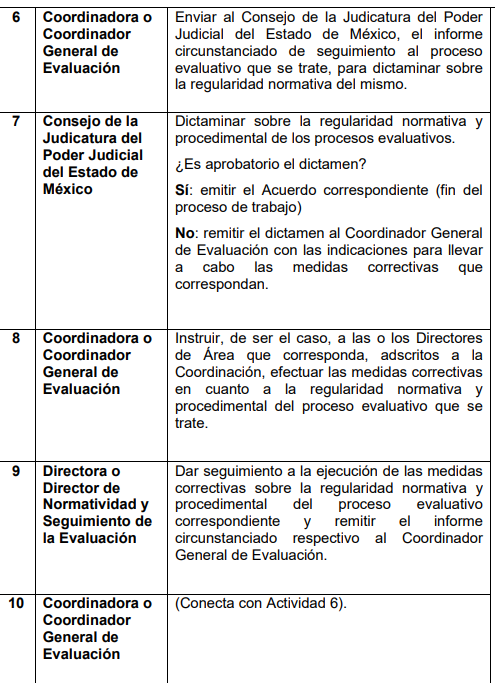 6
Coordinadora o
Coordinador
General de
Evaluación
Enviar al Consejo de la Judicatura del Poder
Judicial del Estado de México, el informe
circunstanciado de seguimiento al proceso
evaluativo que se trate, para dictaminar sobre
la regularidad normativa del mismo.
7
Consejo de la
Judicatura del
Poder Judicial
del Estado de
México
Dictaminar sobre la regularidad normativa y
procedimental de los procesos evaluativos.
¿Es aprobatorio el dictamen?
Sí: emitir el Acuerdo correspondiente (fin del
proceso de trabajo)
No: remitir el dictamen al Coordinador General
de Evaluación con las indicaciones para llevar
a cabo las medidas correctivas que
correspondan.
8
Coordinadora o
Coordinador
General de
Evaluación
Instruir, de ser el caso, a las o los Directores
de Área que corresponda, adscritos a la
Coordinación, efectuar las medidas correctivas
en cuanto a la regularidad normativa y
procedimental del proceso evaluativo que se
trate.
9
Directora o
Director de
Normatividad y
Seguimiento de
la Evaluación
Dar seguimiento a la ejecución de las medidas
correctivas sobre la regularidad normativa y
procedimental del proceso evaluativo
correspondiente y remitir el informe
circunstanciado respectivo al Coordinador
General de Evaluación.
10
Coordinadora o
Coordinador
General de
Evaluación
(Conecta con Actividad 6).